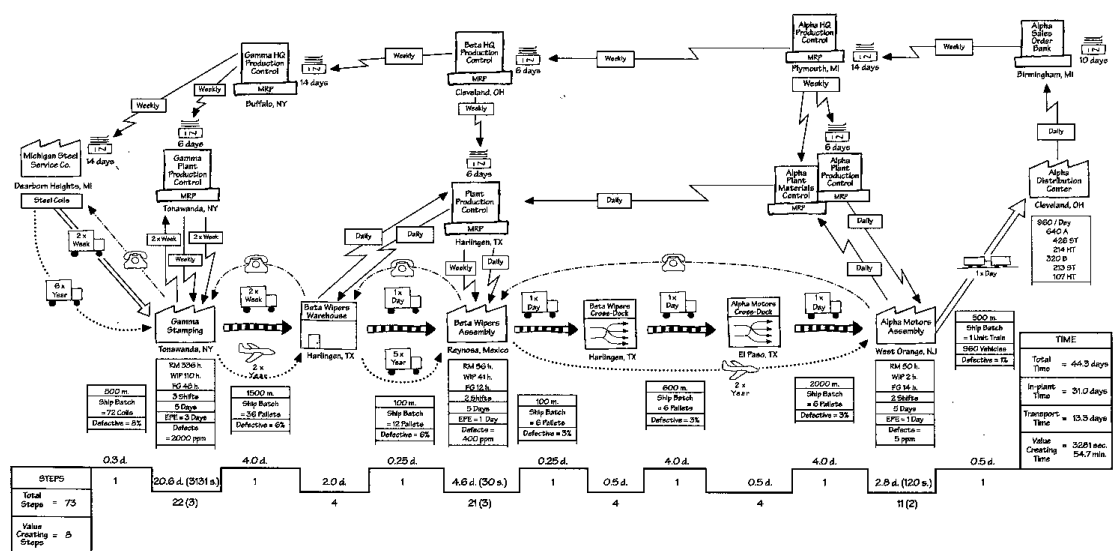 Gamma HQ
Production
Control
MRP
Buffalo, NY
Weekly
Weekly
IN
14 days
Weekly
Beta HQ
Production
Control
MRP
Cleveland, OH
IN
6 days
Weekly
Weekly
Alpha HQ
Production
Control
MRP
Plymouth, MI
IN
14 days
Weekly
Weekly
Alpha
Sales
Order
Bank
Birmingham, MI
IN
10 days
Daily
IN
14 days
Michigan Steel
Service Co.
Dearborn Heights, MI
Steel Coils
IN
6 days
Gamma
Plant
Production
Control
MRP
Tonawanda, NY
IN
6 days
Plant
Production
Control
MRP
Harlingen, TX
Daily
IN
6 days
Alpha
Plant
Materials
Control
Alpha
Plant
Production
Control
MRP
Alpha
Distribution
Center
Cleveland, OH
960 / Day
640 A
426 ST
214 HT
320 B
213 ST
107 HT
2 x
Week
2 x Week
2 x Week
Weekly
Daily
Daily
Weekly
Daily
Daily
Daily
1 x Day
6 x
Year
Gamma
Stamping
Tonawanda, NY
2 x
Week
2 x
Year
Beta Wipers
Warehouse
Harlingen, TX
1 x
Day
5 x
Year
Beta Wipers
Assembly
Reynosa, Mexico
1 x
Day
Beta Wipers
Cross-Dock
Harlingen, TX
1 x
Day
Alpha Motors
Cross-Dock
El Paso, TX
2 x
Year
1 x
Day
Alpha Motors
Assembly
West Orange, NJ
500 m.
Ship Batch
= 72 Coils
Defective = 8%
RM 336 h.
WIP 110 h.
FG 48 h.
3 Shifts
5 Days
EPE = 3 Days
Defects
= 2000 ppm
1500 m.
Ship Batch
= 36 Pallets
Defective = 6%
100 m.
Ship Batch
= 12 Pallets
Defective = 6%
RM 56 h.
WIP 41 h.
FG 12 h.
2 Shifts
5 Days
EPE = 1 Day
Defects =
400 ppm
100 m.
Ship Batch
= 6 Pallets
Defective = 3%
600 m.
Ship Batch
= 6 Pallets
Defective = 3%
2000 m.
Ship Batch
= 6 Pallets
Defective = 3%
RM 50 h.
WIP 2 h.
FG 14 h.
2 Shifts
5 Days
EPE = 1 Day
Defects =
5 ppm
500 m.
Ship Batch
= 1 Unit Train
960 Vehicles
Defective = 1%
TIME
Total Time = 44.3 days
In-plant Time = 31.0 days
Transport Time = 13.3 days
Value Creating Time = 3281 sec. 54.7 min.
0.3 d.
4.0 d.
0.25 d.
0.25 d.
4.0 d.
4.0 d.
0.5 d.
1
20.6 d. (3131 s.)
1
2.0 d.
1
4.6 d. (30 s.)
1
0.5 d.
1
0.5 d.
1
2.8 d. (120 s.)
1
22 (3)
4
21 (3)
4
4
11 (2)
STEPS
Total Steps = 73
Value Creating Steps = 8